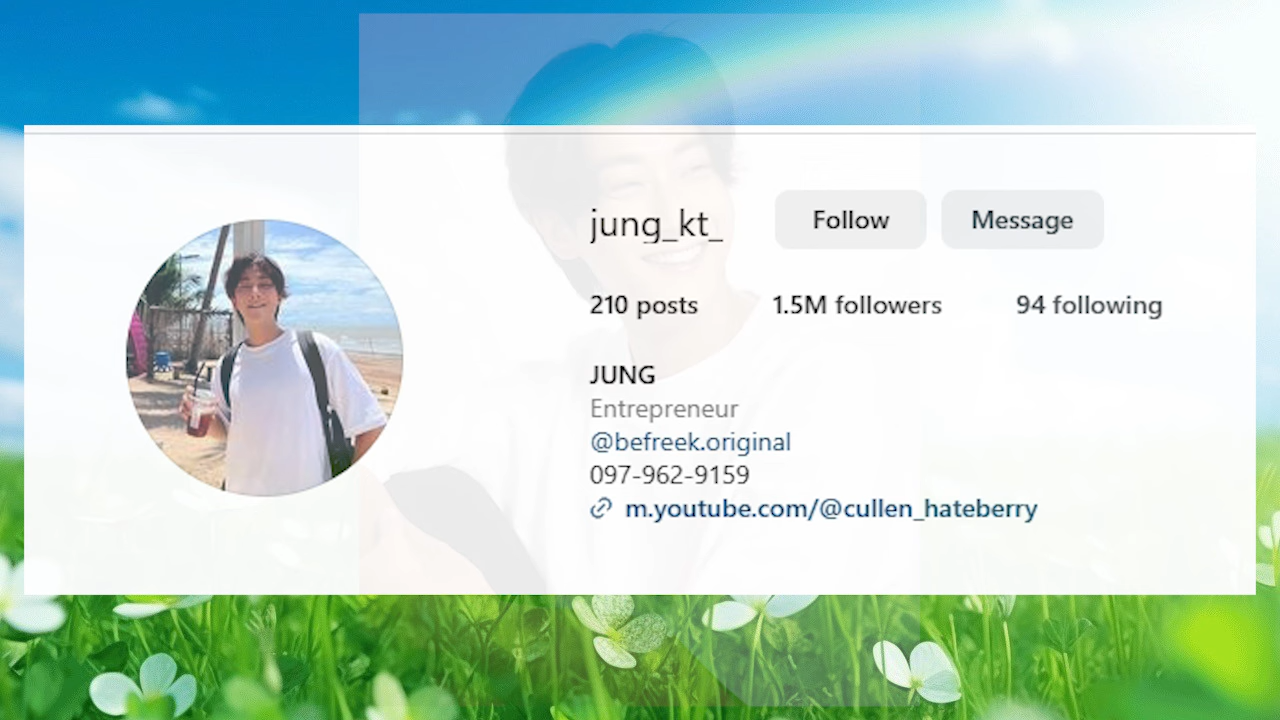 jung_kt_ Follow Message
210 posts 1.5M followers 94 following
JUNG
Entrepreneur
@befreek.original
097-962-9159
m.youtube.com/@cullen_hateberry